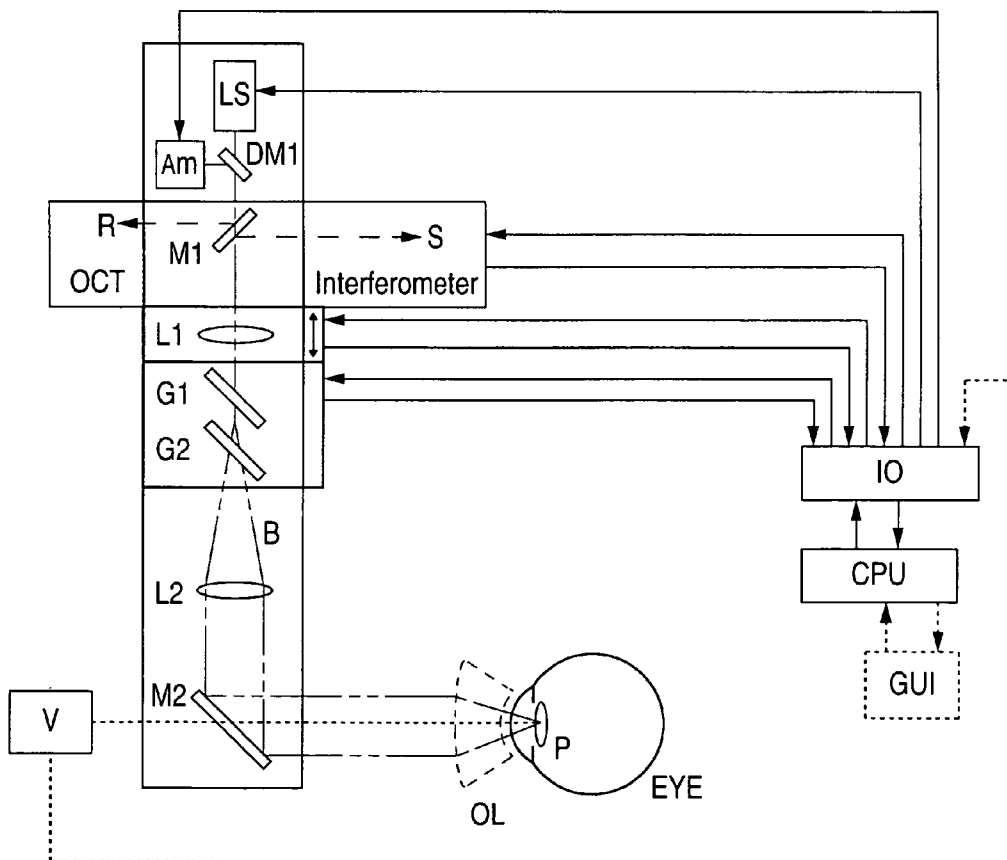 LS
Am
DM1
R
M1
S
OCT
Interferometer
L1
G1
G2
IO
B
CPU
L2
GUI
M2
V
P
OL
EYE